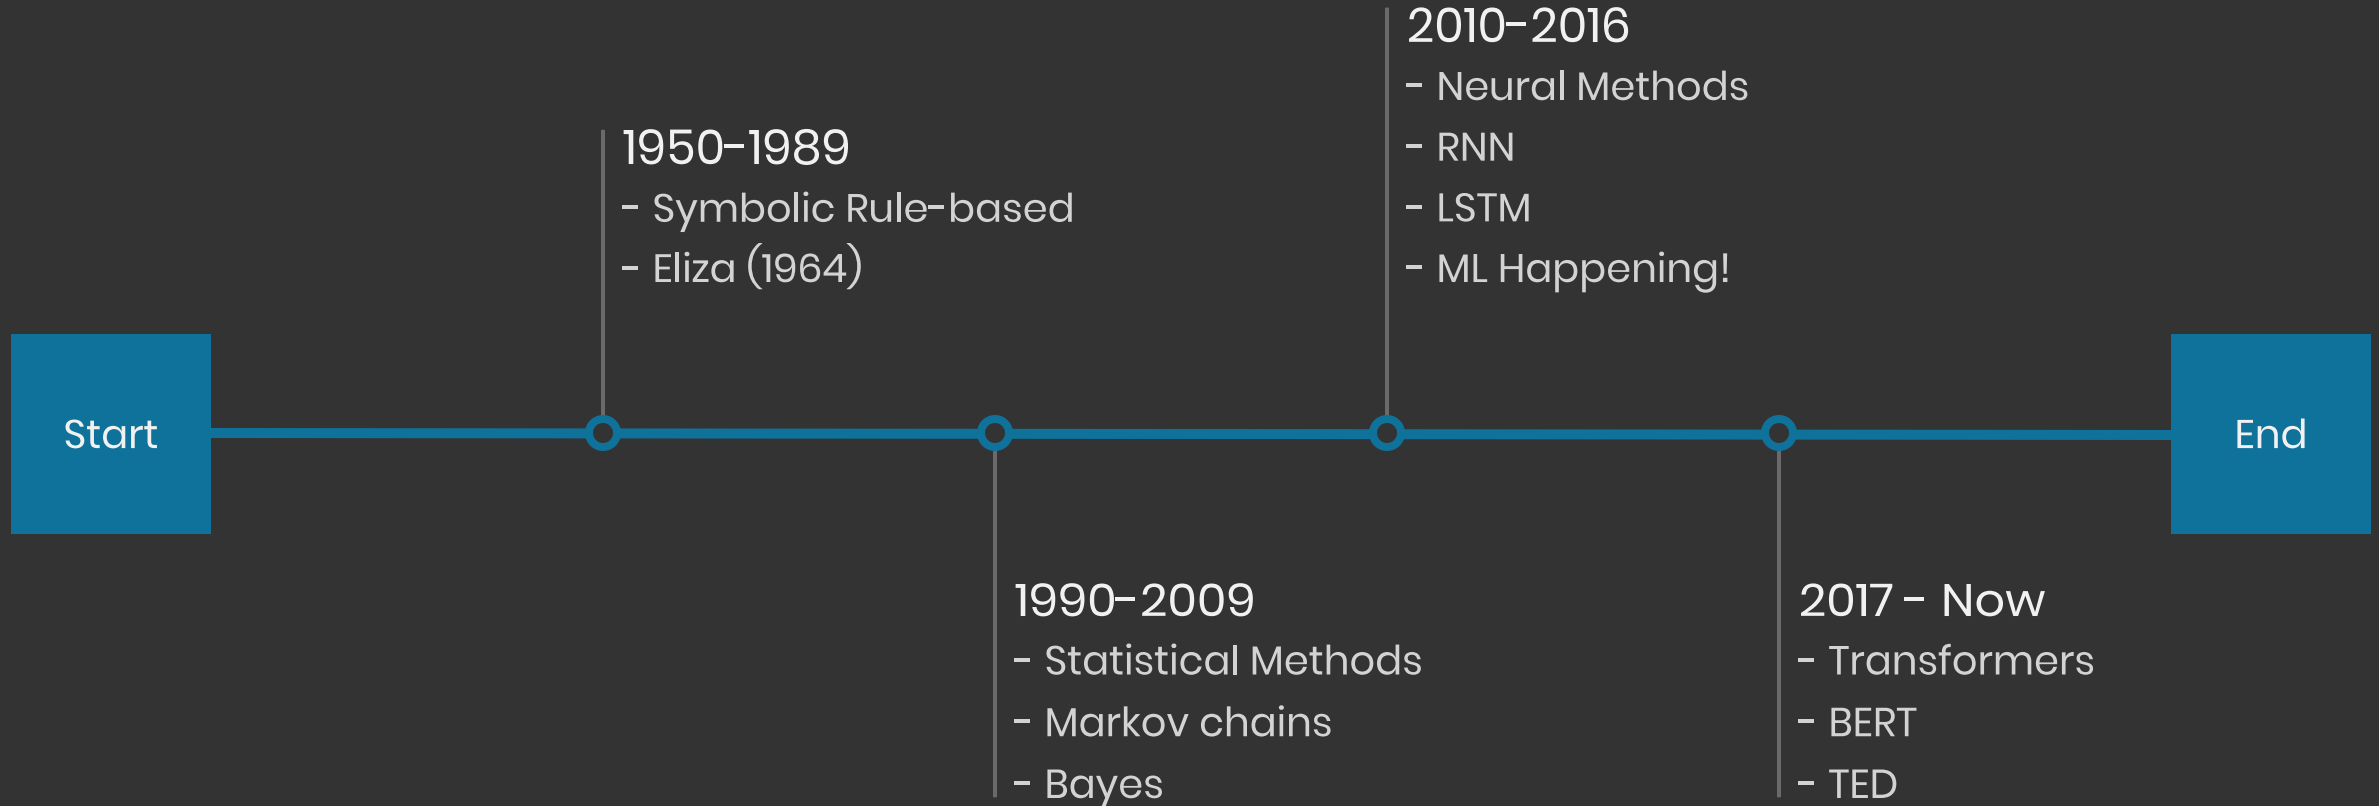 Start
1950-1989
- Symbolic Rule-based
- Eliza (1964)
1990-2009
- Statistical Methods
- Markov chains
- Bayes
2010-2016
- Neural Methods
- RNN
- LSTM
- ML Happening!
2017 - Now
- Transformers
- BERT
- TED
End